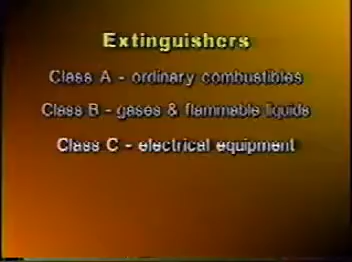 Extinguishers
Class A - ordinary combustibles
Class B - gases & flammable liquids
Class C - electrical equipment